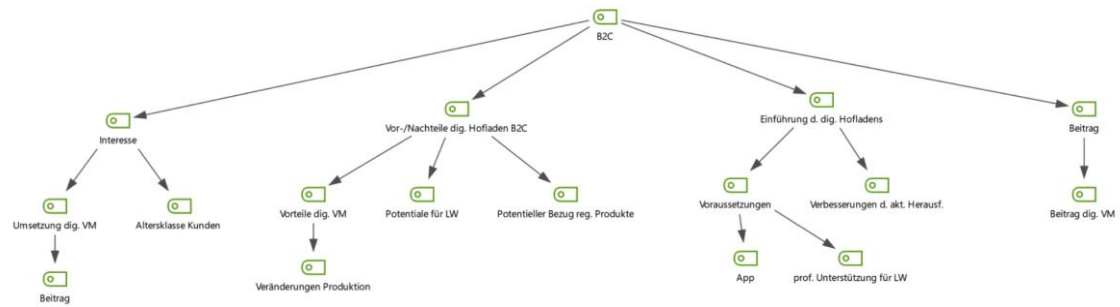 B2C
Interesse
Vor-/Nachteile dig. Hofladen B2C
Einführung d. dig. Hofladens
Beitrag
Umsetzung dig. VM
Altersklasse Kunden
Vorteile dig. VM
Potentiale für LW
Potentieller Bezug reg. Produkte
Voraussetzungen
Verbesserungen d. akt. Herausf.
Beitrag dig. VM
Beitrag
Veränderungen Produktion
App
prof. Unterstützung für LW